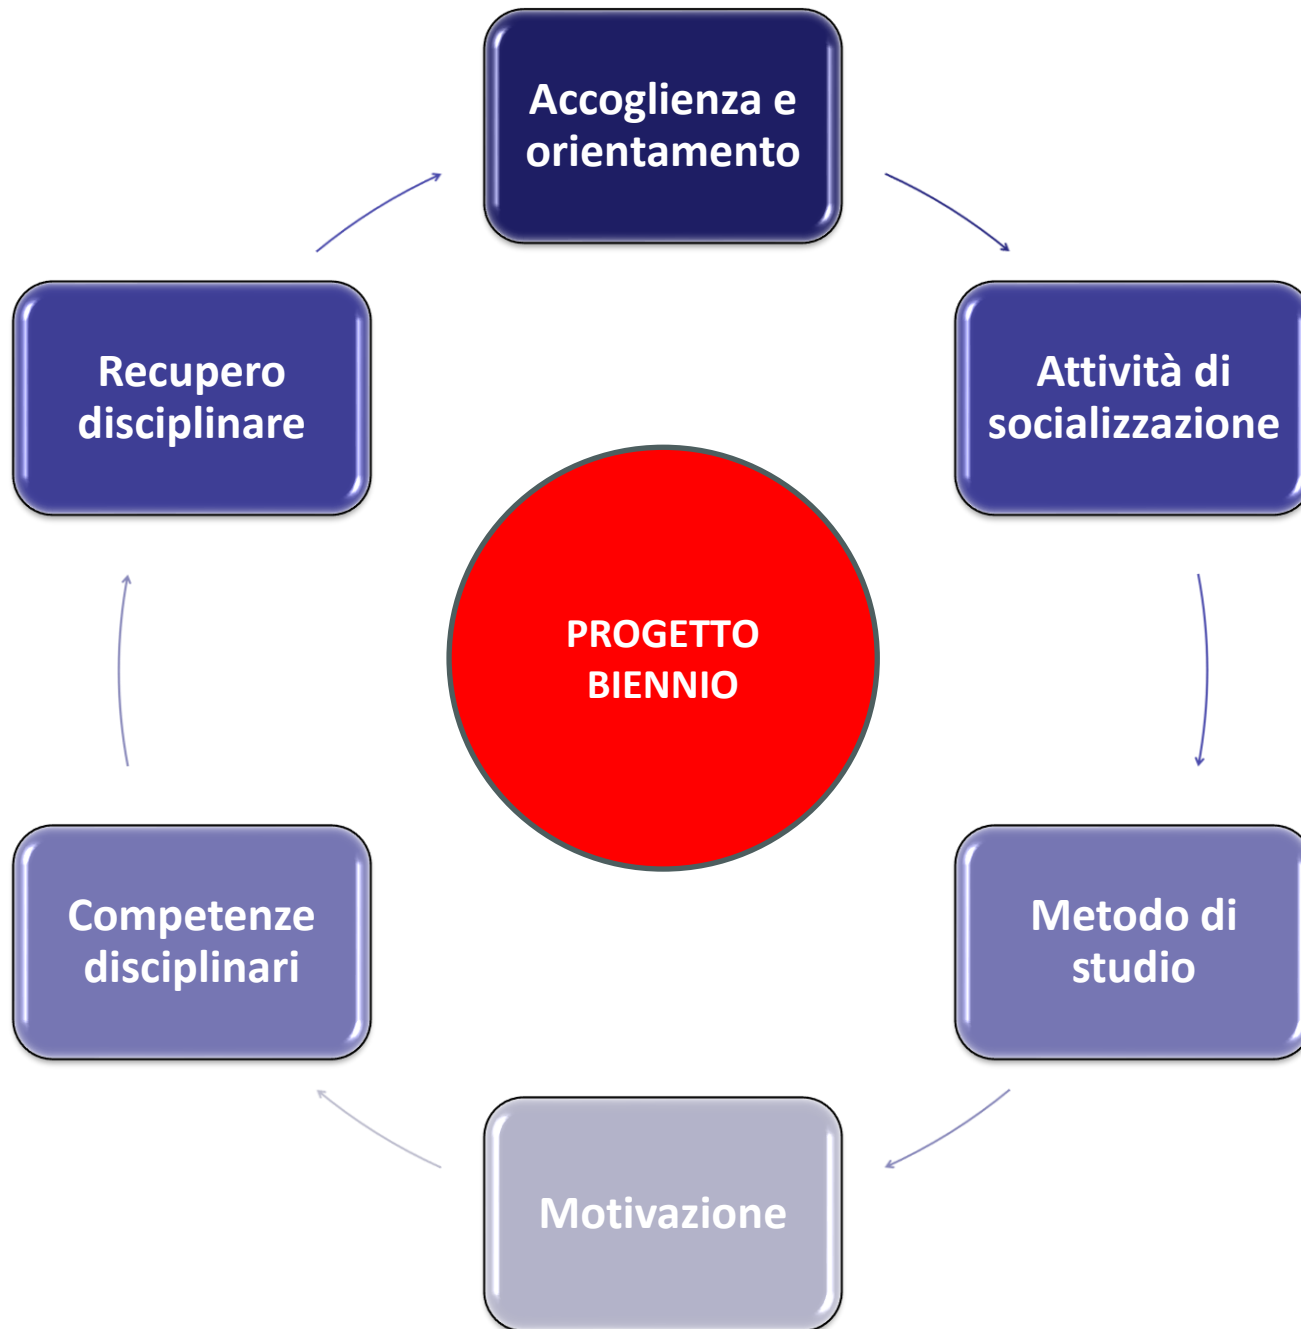 Accoglienza e
orientamento
Attività di
socializzazione
Metodo di
studio
Motivazione
Competenze
disciplinari
Recupero
disciplinare
PROGETTO
BIENNIO